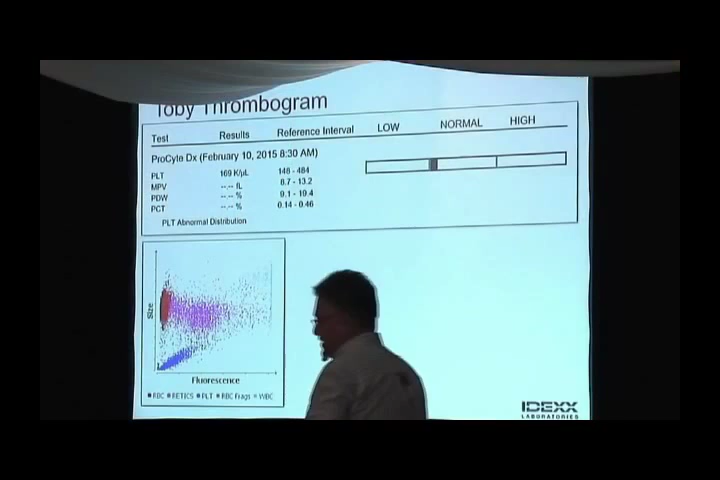 Toby Thrombogram
Test Results Reference Interval LOW NORMAL HIGH
ProCyte Dx (February 10, 2015 8:30 AM)
PLT 169 K/µL 148 - 484
MPV --.-- fL 8.7 - 13.2
PDW --.-- % 9.1 - 19.4
PCT --.-- % 0.14 - 0.46
PLT Abnormal Distribution
Size
Fluorescence
RBC RETICS PLT RBC Frags WBC
IDEXX
LABORATORIES